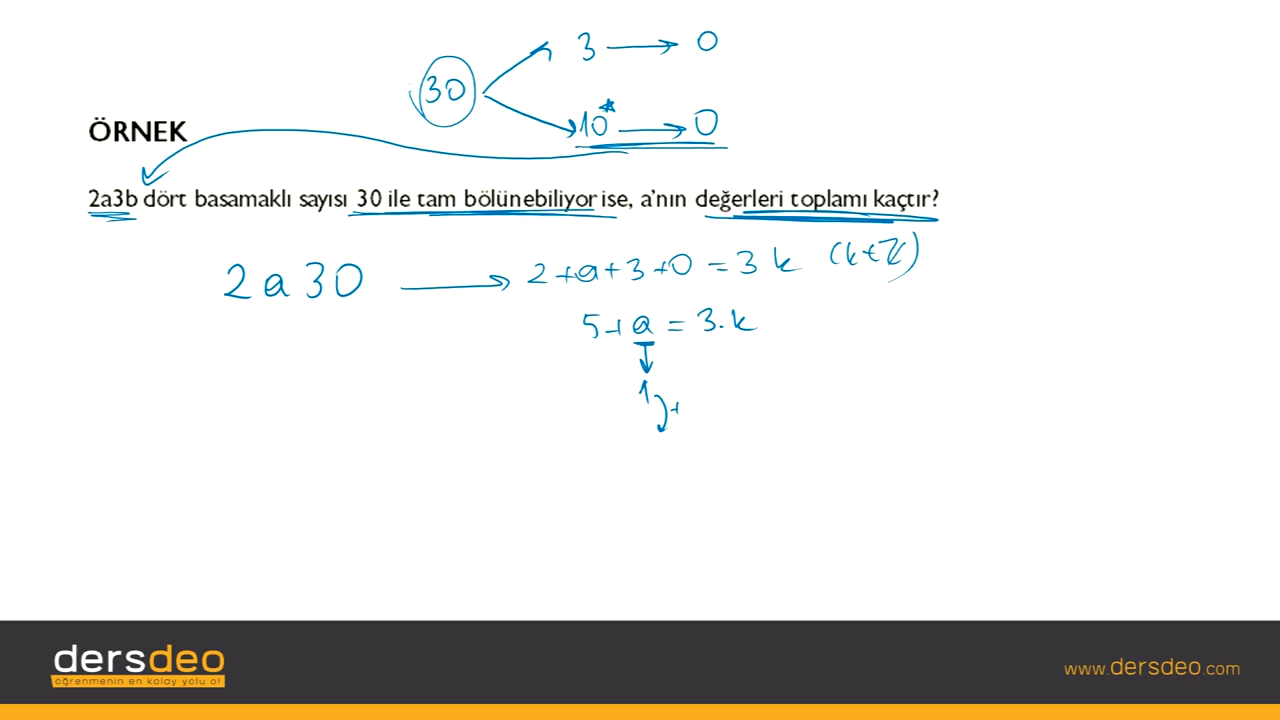 3 → 0
30
10* → 0
ÖRNEK
2a3b dört basamaklı sayısı 30 ile tam bölünebiliyor ise, a'nın değerleri toplamı kaçtır?
2a30 → 2+a+3+0 = 3k (k∈Z)
5+a = 3.k
1
+
dersdeo
öğrenmenin en kolay yolu o!
www.dersdeo.com